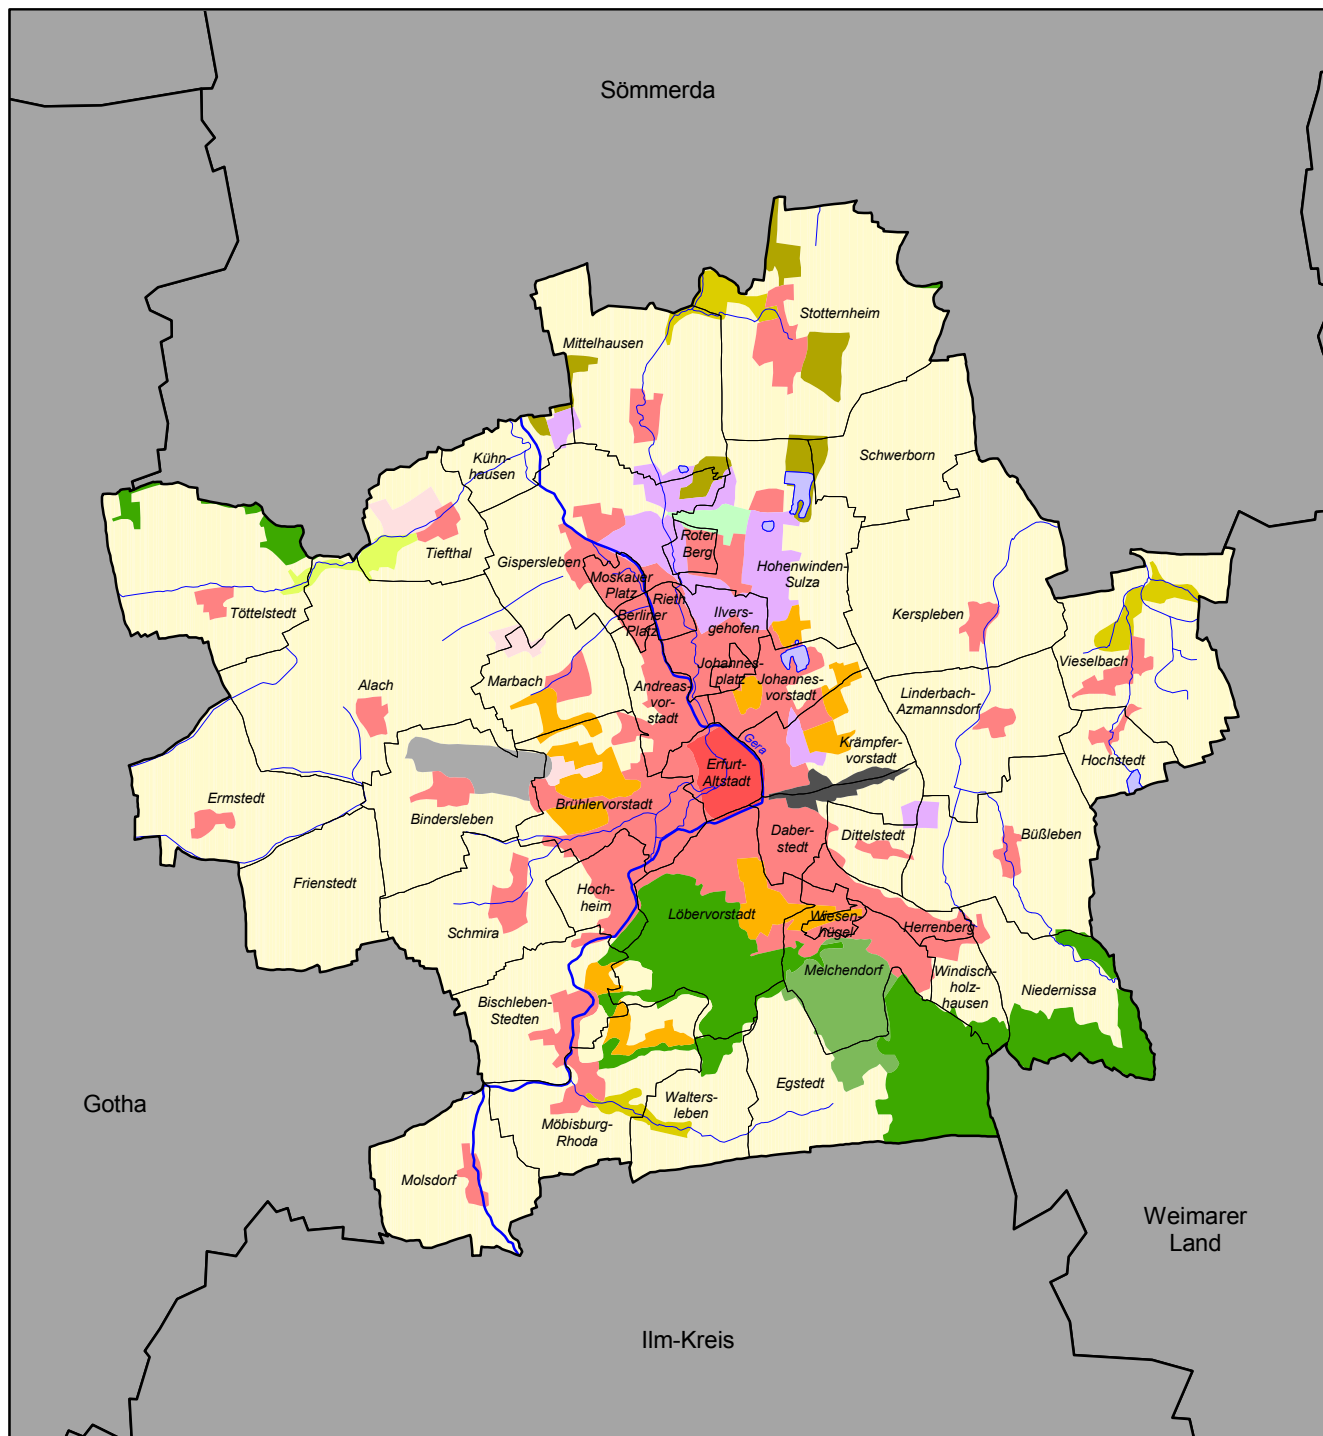 Sömmerda
Stotternheim
Mittelhausen
Schwerborn
Kühn-
hausen
Tiefthal
Gispersleben
Roter
Berg
Hohenwinden-
Sulza
Moskauer
Platz
Rieth
Berliner
Platz
Ilvers-
gehofen
Töttelstedt
Kerspleben
Vieselbach
Alach
Marbach
Andreas-
vor-
stadt
Johannes-
platz
Johannes-
vorstadt
Linderbach-
Azmannsdorf
Gera
Krämpfer-
vorstadt
Hochstedt
Erfurt-
Altstadt
Ermstedt
Bindersleben
Brühlervorstadt
Daber-
stedt
Dittelstedt
Büßleben
Frienstedt
Hoch-
heim
Löbervorstadt
Wiesen-
hügel
Herrenberg
Schmira
Melchendorf
Windisch-
holz-
hausen
Niedernissa
Bischleben-
Stedten
Egstedt
Walters-
leben
Möbisburg-
Rhoda
Gotha
Molsdorf
Weimarer
Land
Ilm-Kreis